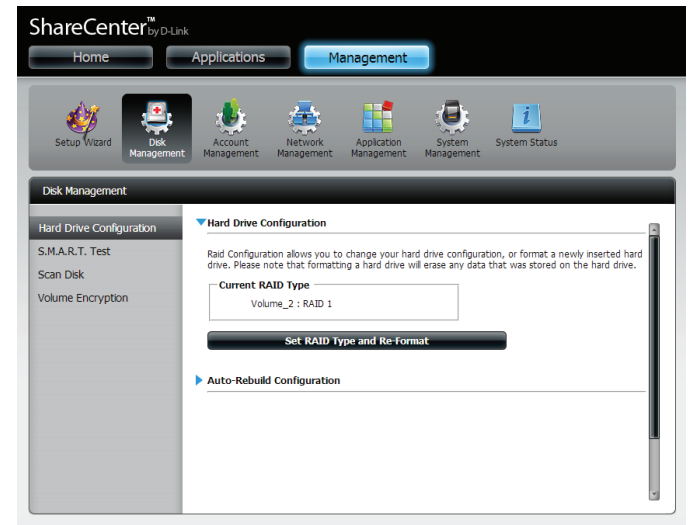 ShareCenter™ by D-Link
Home Applications Management
Setup Wizard Disk Management Account Management Network Management Application Management System Management System Status
Disk Management
Hard Drive Configuration
S.M.A.R.T. Test
Scan Disk
Volume Encryption
Hard Drive Configuration
Raid Configuration allows you to change your hard drive configuration, or format a newly inserted hard
drive. Please note that formatting a hard drive will erase any data that was stored on the hard drive.
Current RAID Type
Volume_2 : RAID 1
Set RAID Type and Re-Format
Auto-Rebuild Configuration